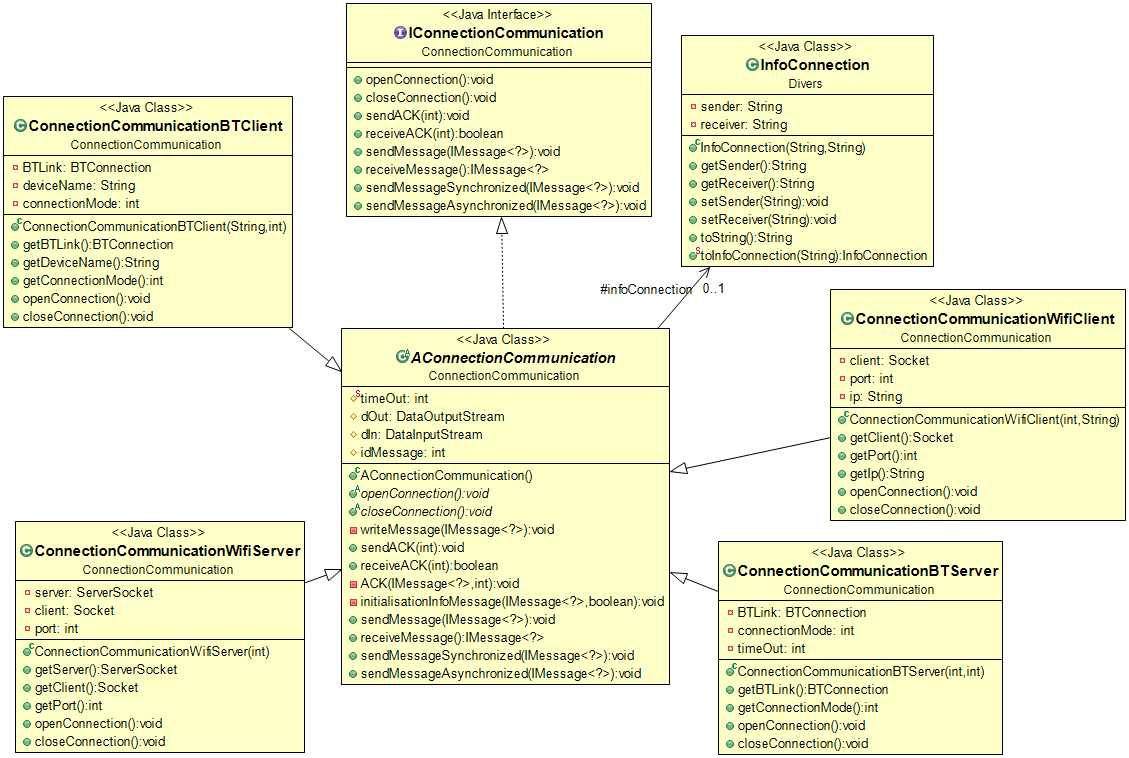 <<Java Interface>>
IConnectionCommunication
ConnectionCommunication
openConnection():void
closeConnection():void
sendACK(int):void
receiveACK(int):boolean
sendMessage(IMessage<?>):void
receiveMessage():IMessage<?>
sendMessageSynchronized(IMessage<?>):void
sendMessageAsynchronized(IMessage<?>):void
<<Java Class>>
InfoConnection
Divers
sender: String
receiver: String
InfoConnection(String,String)
getSender():String
getReceiver():String
setSender(String):void
setReceiver(String):void
toString():String
toInfoConnection(String):InfoConnection
<<Java Class>>
ConnectionCommunicationBTClient
ConnectionCommunication
BTLink: BTConnection
deviceName: String
connectionMode: int
ConnectionCommunicationBTClient(String,int)
getBTLink():BTConnection
getDeviceName():String
getConnectionMode():int
openConnection():void
closeConnection():void
#infoConnection 0..1
<<Java Class>>
ConnectionCommunicationWifiClient
ConnectionCommunication
client: Socket
port: int
ip: String
ConnectionCommunicationWifiClient(int,String)
getClient():Socket
getPort():int
getIp():String
openConnection():void
closeConnection():void
<<Java Class>>
AConnectionCommunication
ConnectionCommunication
timeOut: int
dOut: DataOutputStream
dIn: DataInputStream
idMessage: int
AConnectionCommunication()
openConnection():void
closeConnection():void
writeMessage(IMessage<?>):void
sendACK(int):void
receiveACK(int):boolean
ACK(IMessage<?>,int):void
initialisationInfoMessage(IMessage<?>,boolean):void
sendMessage(IMessage<?>):void
receiveMessage():IMessage<?>
sendMessageSynchronized(IMessage<?>):void
sendMessageAsynchronized(IMessage<?>):void
<<Java Class>>
ConnectionCommunicationWifiServer
ConnectionCommunication
server: ServerSocket
client: Socket
port: int
ConnectionCommunicationWifiServer(int)
getServer():ServerSocket
getClient():Socket
getPort():int
openConnection():void
closeConnection():void
<<Java Class>>
ConnectionCommunicationBTServer
ConnectionCommunication
BTLink: BTConnection
connectionMode: int
timeOut: int
ConnectionCommunicationBTServer(int,int)
getBTLink():BTConnection
getConnectionMode():int
openConnection():void
closeConnection():void